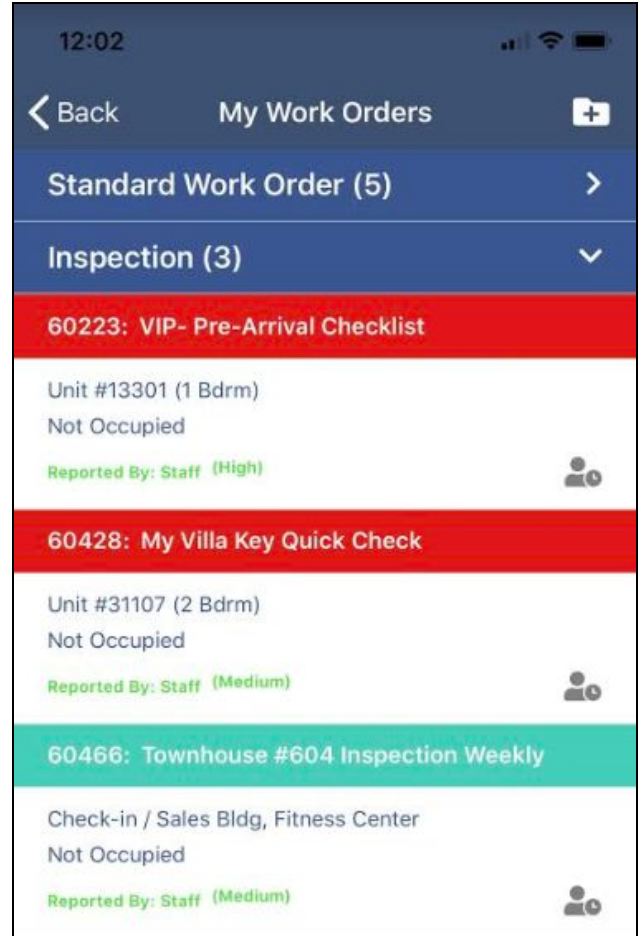 12:02
Back My Work Orders
Standard Work Order (5)
Inspection (3)
60223: VIP- Pre-Arrival Checklist
Unit #13301 (1 Bdrm)
Not Occupied
Reported By: Staff (High)
60428: My Villa Key Quick Check
Unit #31107 (2 Bdrm)
Not Occupied
Reported By: Staff (Medium)
60466: Townhouse #604 Inspection Weekly
Check-in / Sales Bldg, Fitness Center
Not Occupied
Reported By: Staff (Medium)